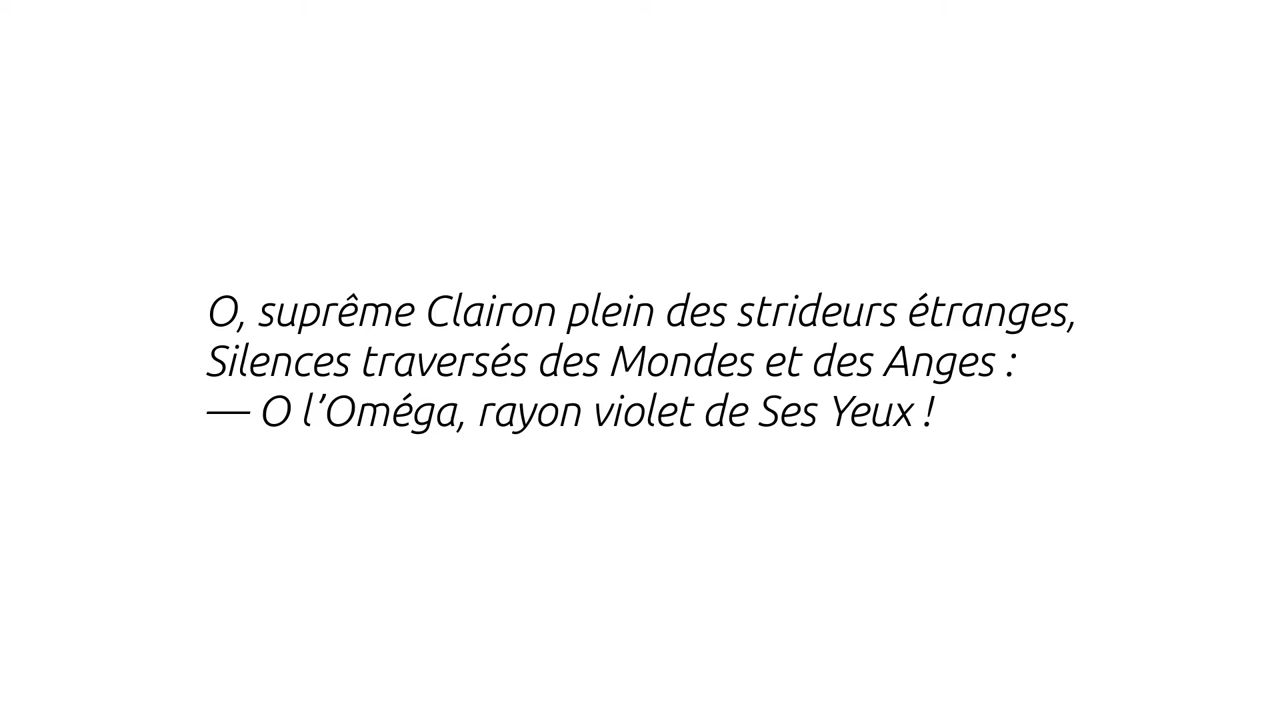 O, suprême Clairon plein des strideurs étranges,
Silences traversés des Mondes et des Anges :
— O l’Oméga, rayon violet de Ses Yeux !